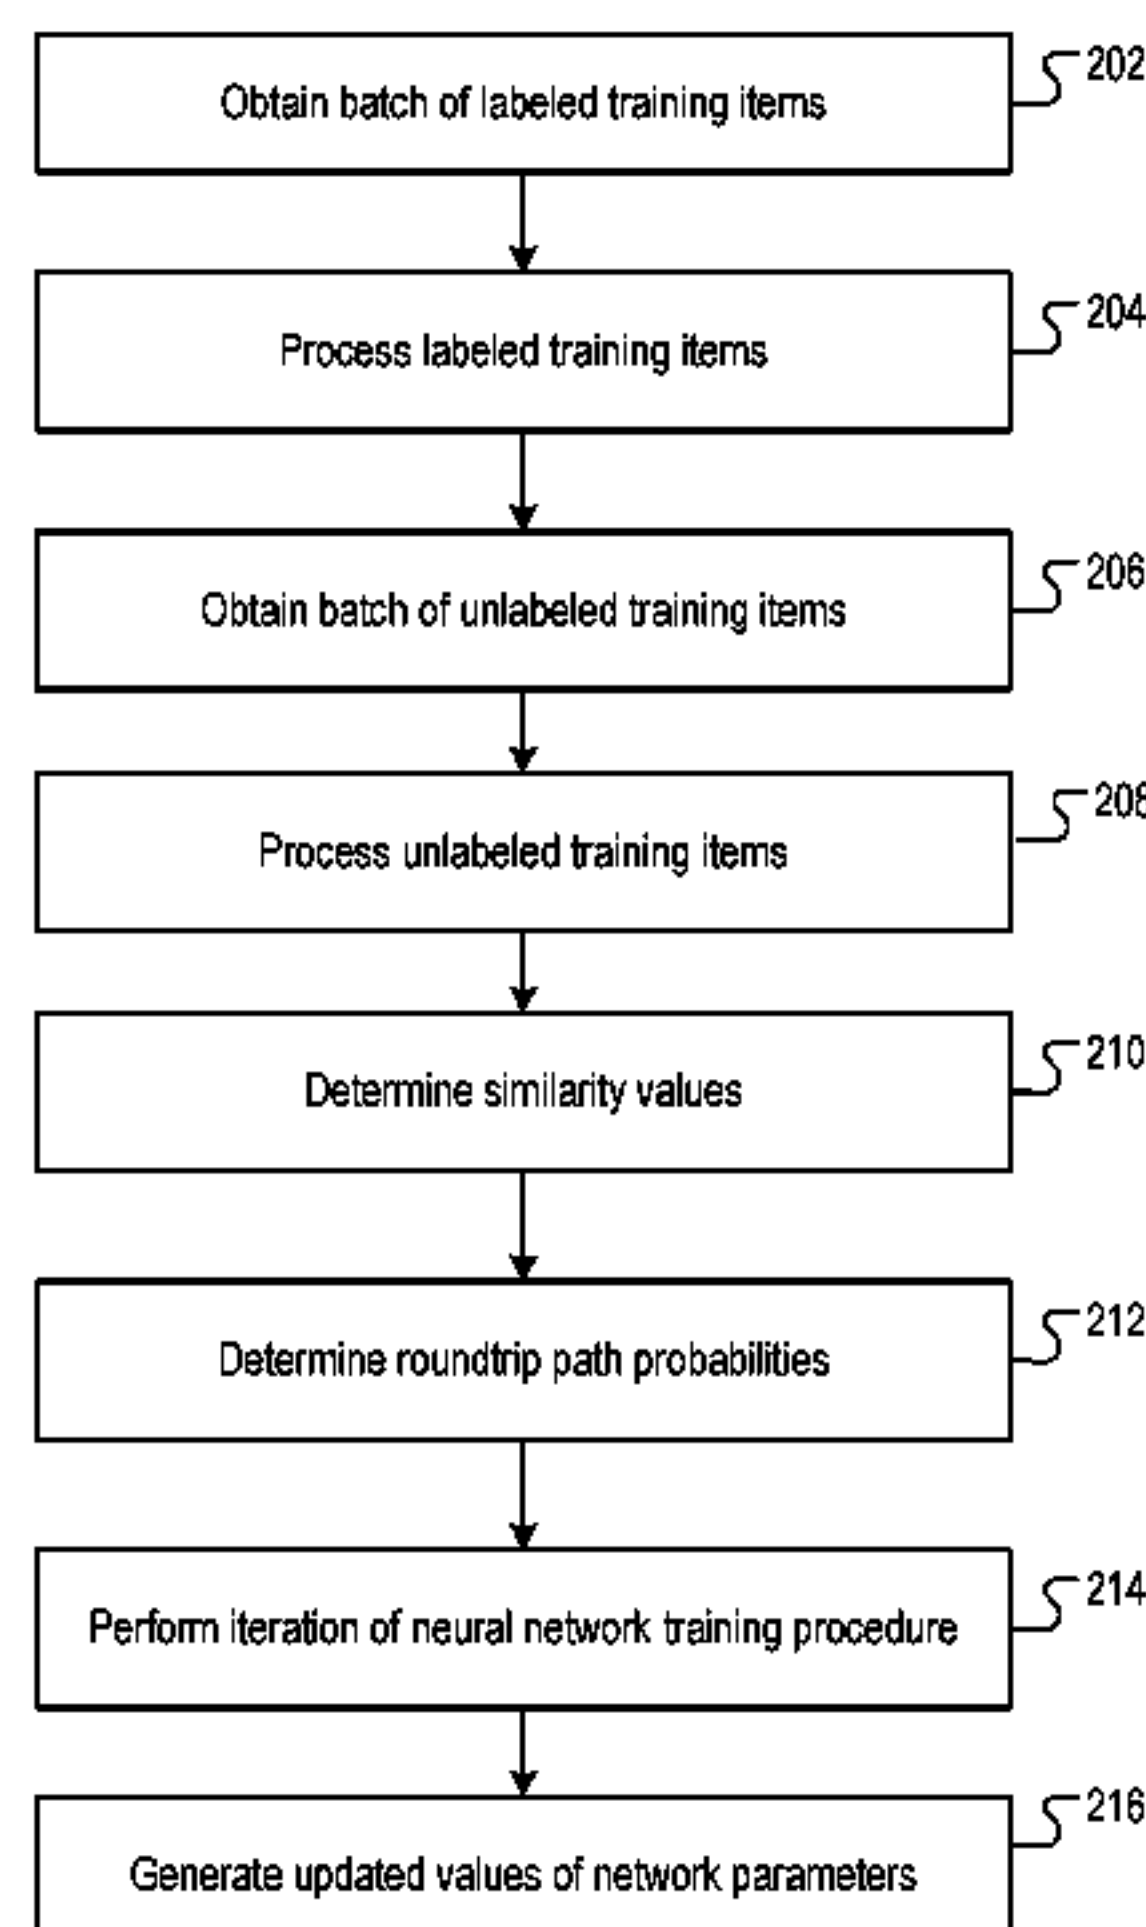 Obtain batch of labeled training items
202
Process labeled training items
204
Obtain batch of unlabeled training items
206
Process unlabeled training items
208
Determine similarity values
210
Determine roundtrip path probabilities
212
Perform iteration of neural network training procedure
214
Generate updated values of network parameters
216